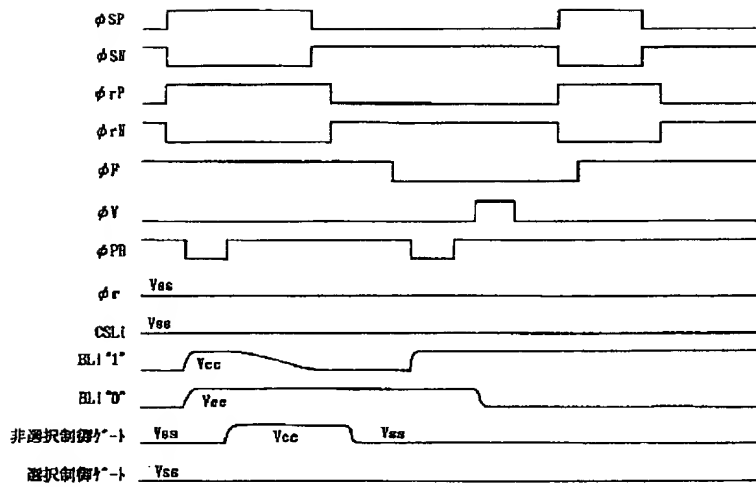 φSP
φSN
φrP
φrN
φF
φV
φPB
φr Vss
CSLi Vss
BLi"1" Vcc
BLi"0" Vcc
非選択制御ゲート Vss Vcc Vss
選択制御ゲート Vss